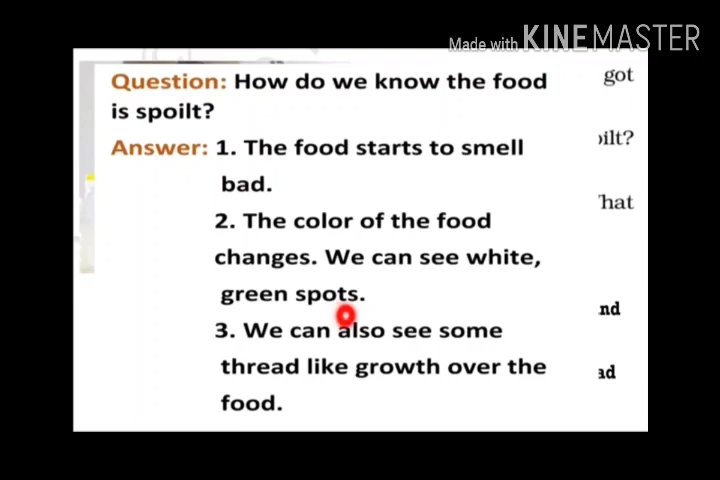 Made with KINEMASTER
Question: How do we know the food
is spoilt?
Answer: 1. The food starts to smell
bad.
2. The color of the food
changes. We can see white,
green spots.
3. We can also see some
thread like growth over the
food.
got
ilt?
hat
nd
ad